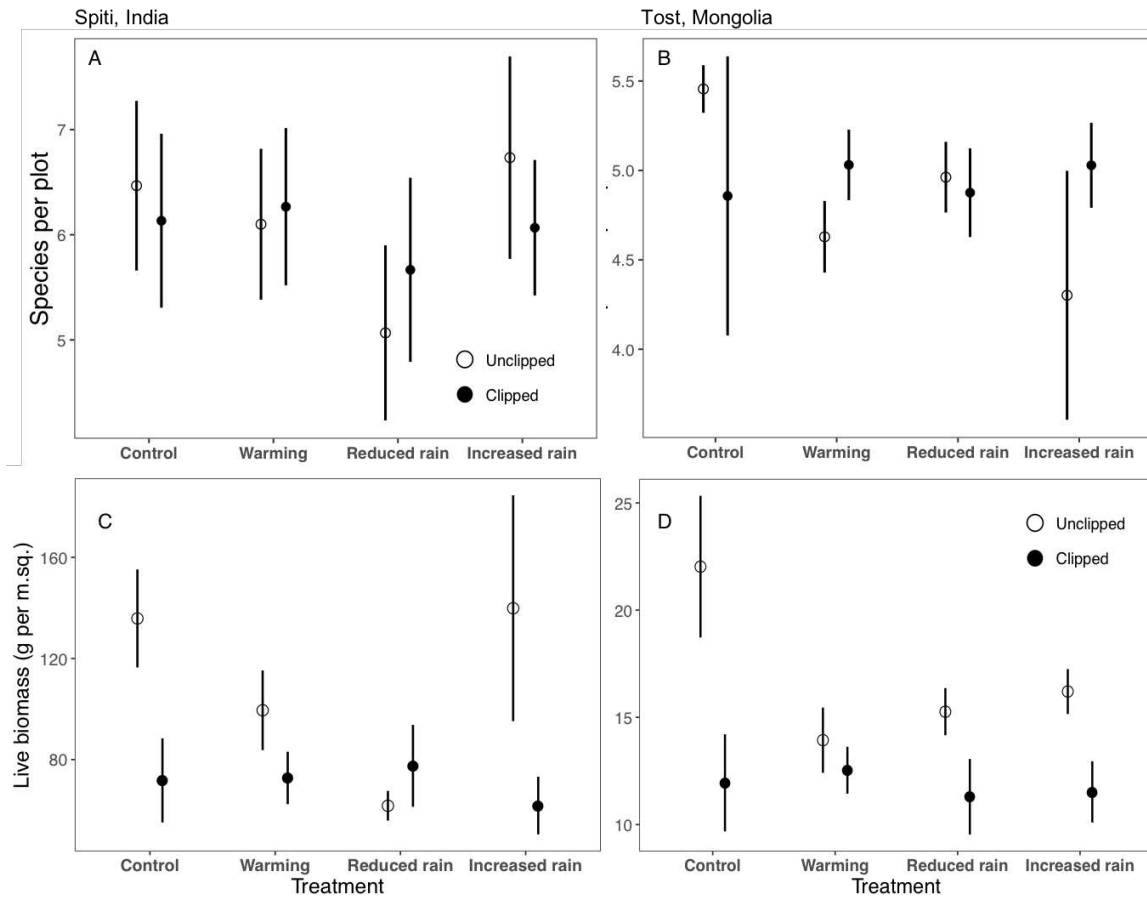 Spiti, India
Tost, Mongolia
A
B
Species per plot
7
6
5
5.5
5.0
4.5
4.0
Unclipped
Clipped
Control Warming Reduced rain Increased rain
Control Warming Reduced rain Increased rain
C
D
Live biomass (g per m.sq.)
160
120
80
25
20
15
10
Unclipped
Clipped
Control Warming Reduced rain Increased rain
Control Warming Reduced rain Increased rain
Treatment
Treatment